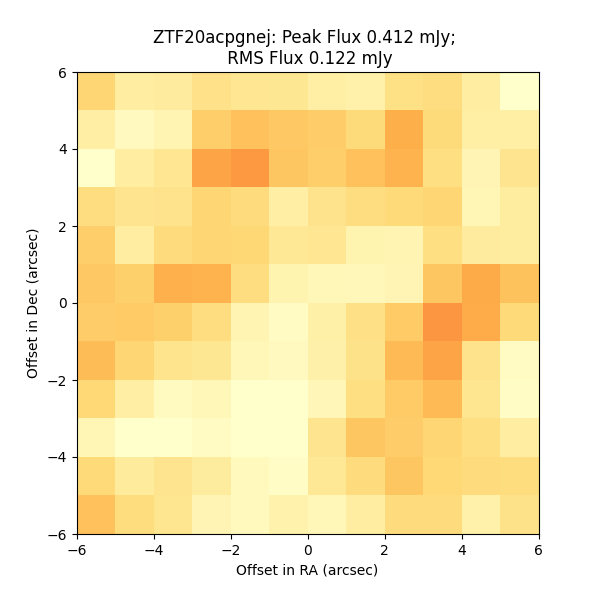 ZTF20acpgnej: Peak Flux 0.412 mJy;
RMS Flux 0.122 mJy
6
4
2
0
−2
−4
−6
Offset in Dec (arcsec)
−6 −4 −2 0 2 4 6
Offset in RA (arcsec)